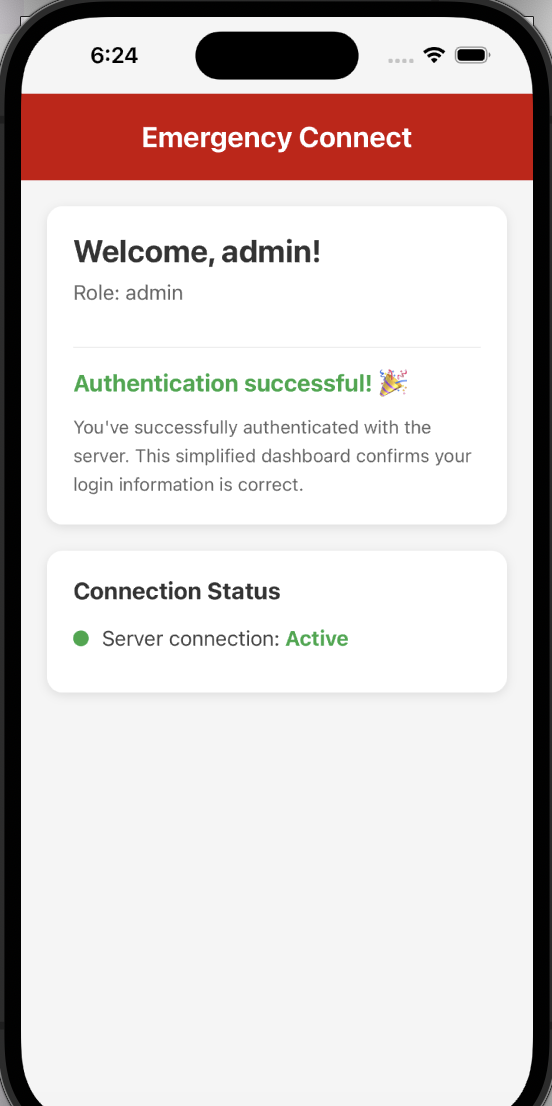 6:24
Emergency Connect
Welcome, admin!
Role: admin
Authentication successful! 🎉
You've successfully authenticated with the
server. This simplified dashboard confirms your
login information is correct.
Connection Status
Server connection: Active